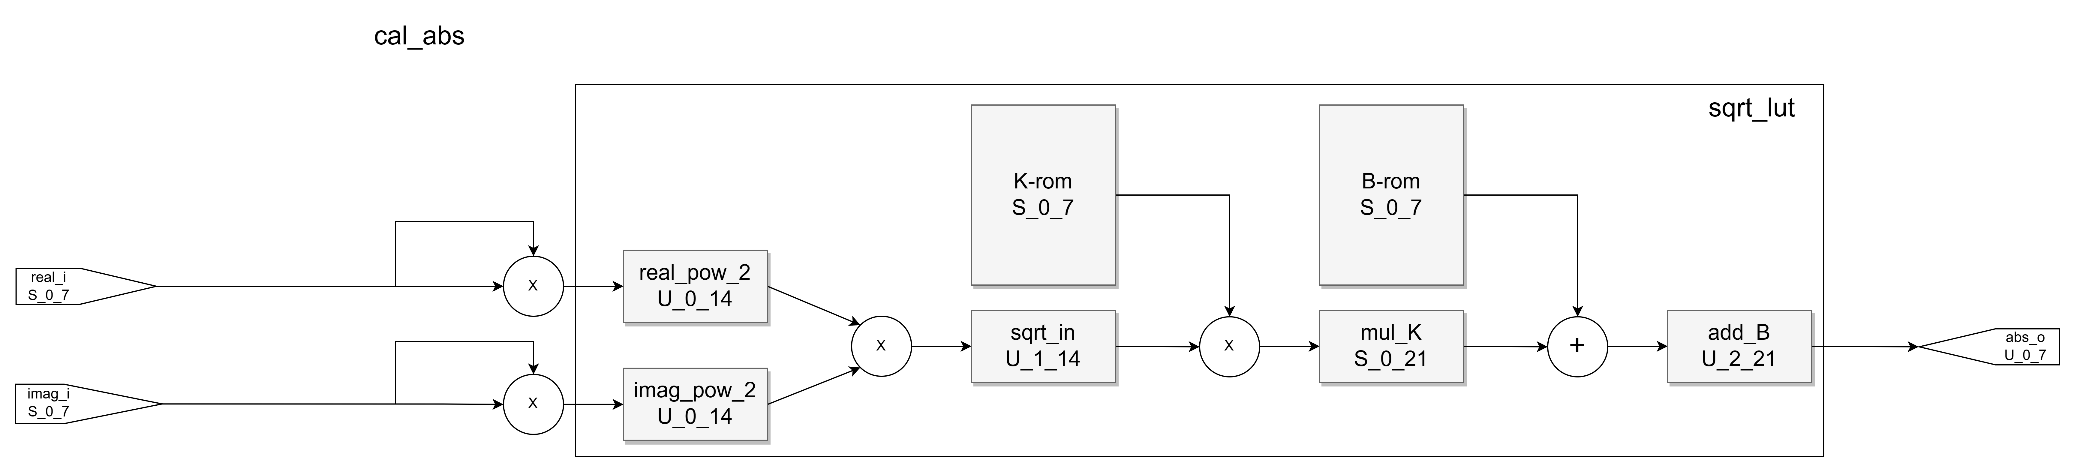 cal_abs
sqrt_lut
K-rom
S_0_7
B-rom
S_0_7
real_i
S_0_7
x
real_pow_2
U_0_14
x
sqrt_in
U_1_14
x
mul_K
S_0_21
+
add_B
U_2_21
abs_o
U_0_7
imag_i
S_0_7
x
imag_pow_2
U_0_14